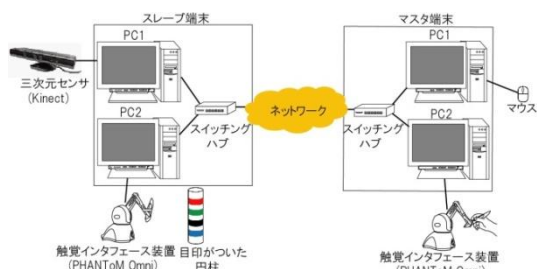 スレーブ端末
マスタ端末
PC1
PC1
三次元センサ
(Kinect)
ネットワーク
マウス
PC2
PC2
スイッチング
ハブ
スイッチング
ハブ
触覚インタフェース装置
(PHANToM Omni)
目印がついた
円柱
触覚インタフェース装置
(PHANToM Omni)